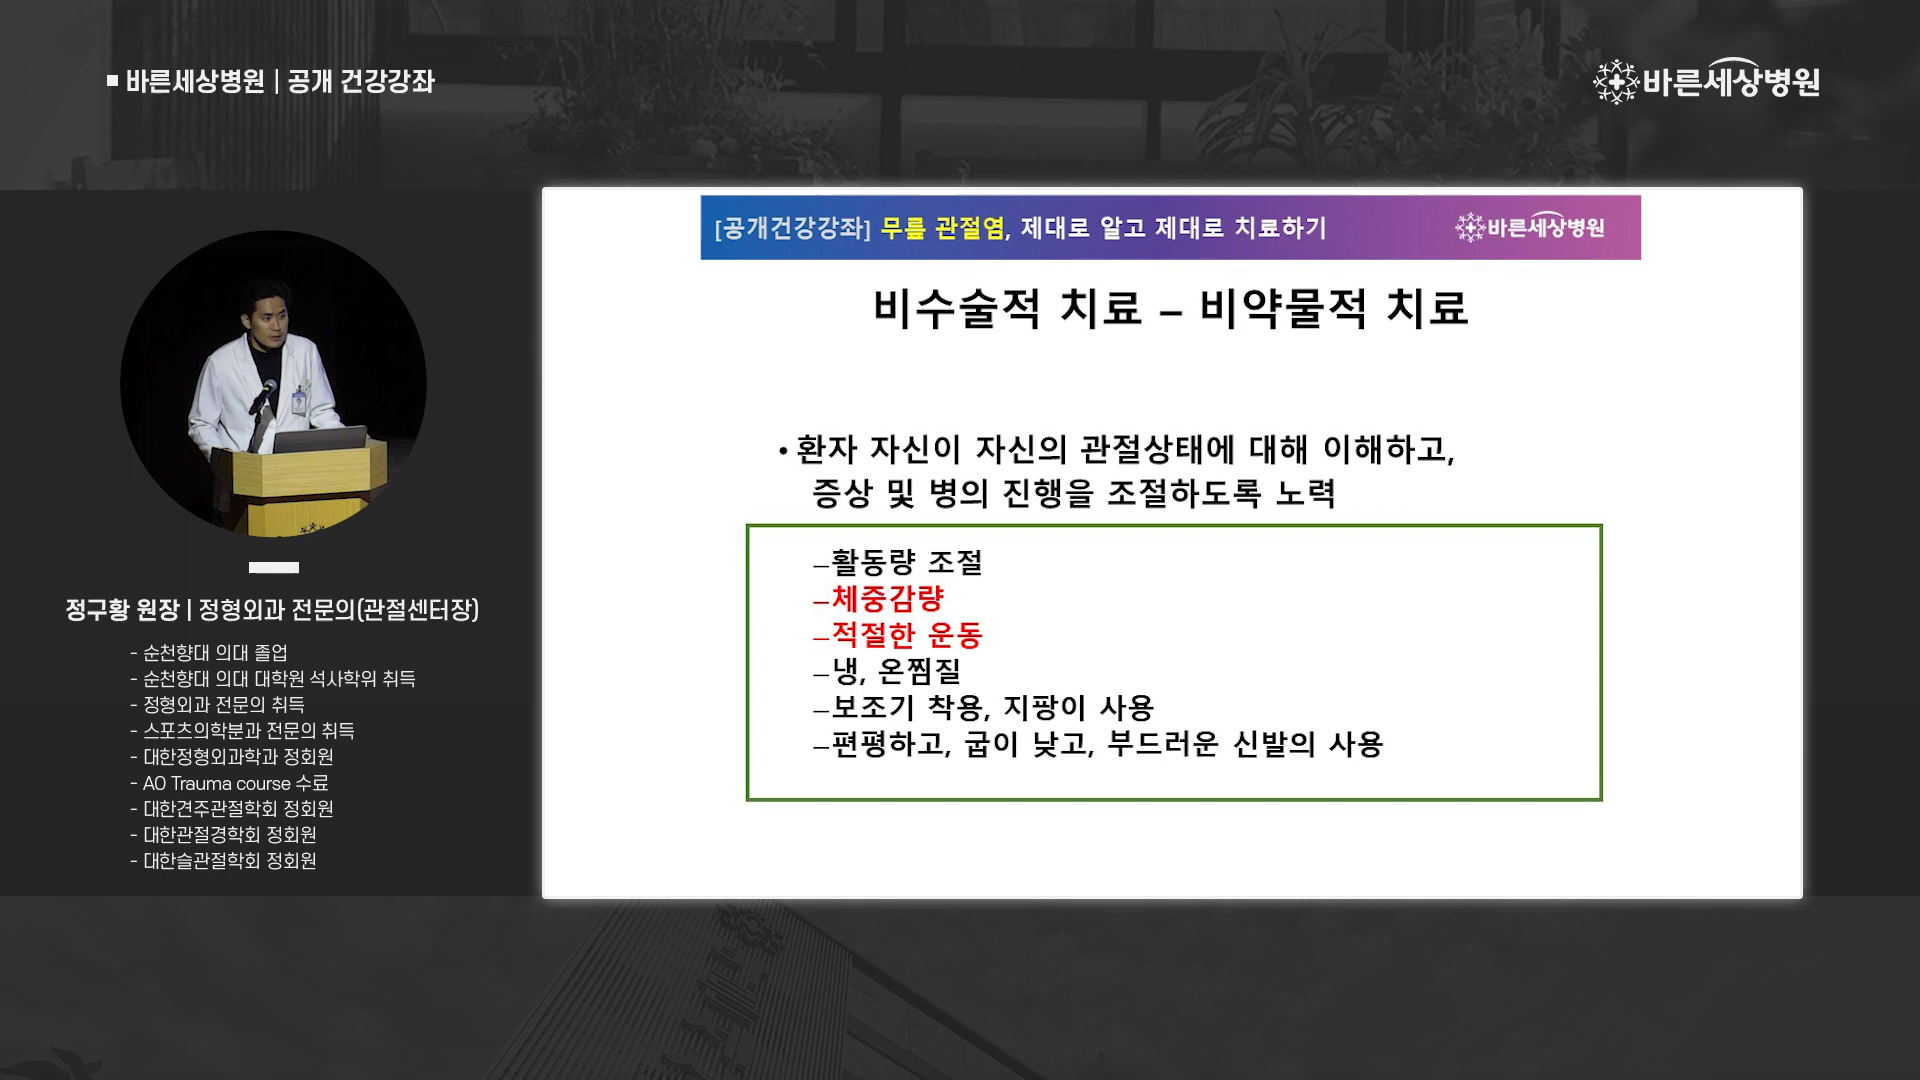 바른세상병원 | 공개 건강강좌
바른세상병원
[공개건강강좌] 무릎 관절염, 제대로 알고 제대로 치료하기
바른세상병원
비수술적 치료 – 비약물적 치료
• 환자 자신이 자신의 관절상태에 대해 이해하고,
증상 및 병의 진행을 조절하도록 노력
–활동량 조절
–체중감량
–적절한 운동
–냉, 온찜질
–보조기 착용, 지팡이 사용
–편평하고, 굽이 낮고, 부드러운 신발의 사용
정구황 원장 | 정형외과 전문의(관절센터장)
- 순천향대 의대 졸업
- 순천향대 의대 대학원 석사학위 취득
- 정형외과 전문의 취득
- 스포츠의학분과 전문의 취득
- 대한정형외과학과 정회원
- AO Trauma course 수료
- 대한견주관절학회 정회원
- 대한관절경학회 정회원
- 대한슬관절학회 정회원